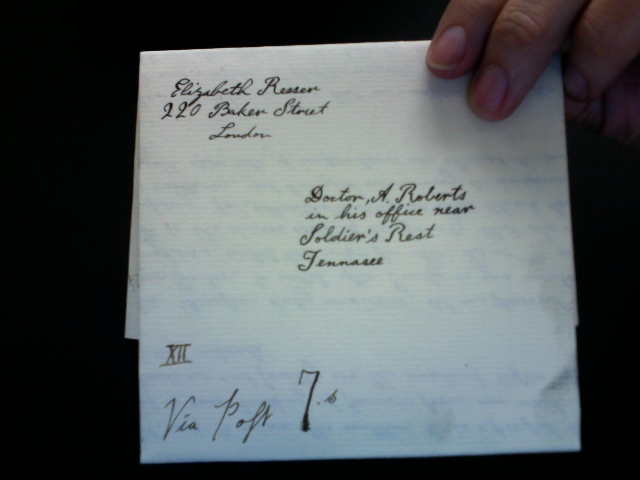 Elizabeth Reeser
220 Baker Street
London
Doctor, A. Roberts
in his office near
Soldier's Rest
Tennasee
XII
Via Post 7.s